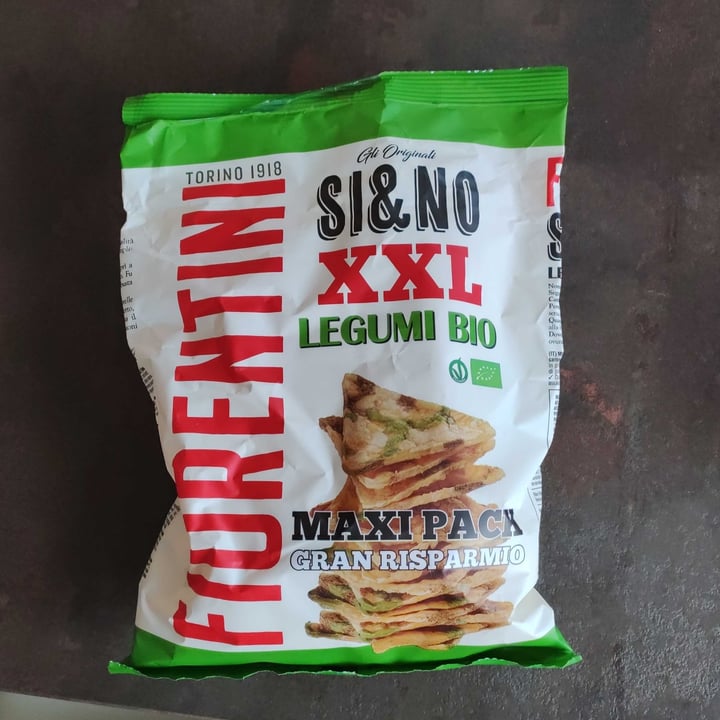 TORINO 1918
FIORENTINI
Gli Originali
SI&NO
XXL
LEGUMI BIO
MAXI PACK
GRAN RISPARMIO